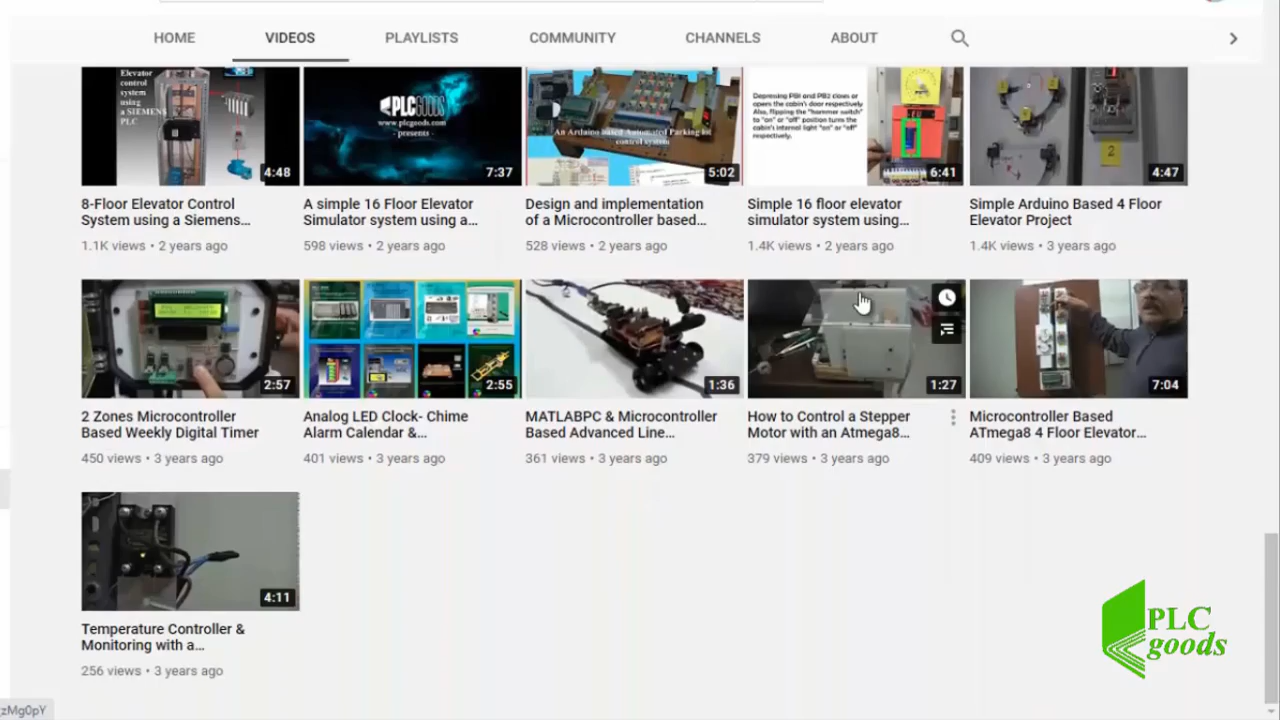 HOME
VIDEOS
PLAYLISTS
COMMUNITY
CHANNELS
ABOUT
Elevator
control
system
using
a SIEMENS
PLC
4:48
PLCGOODS
www.plcgoods.com
- presents -
7:37
An Arduino based Automated Parking lot
control system
5:02
Depressing PB1 and PB2 closes or
opens the cabin's door respectively
Also, flipping the "hammer switch"
to "on" or "off" position turns the
cabin's internal light "on" or "off"
respectively.
6:41
2
4:47
8-Floor Elevator Control
System using a Siemens...
1.1K views • 2 years ago
A simple 16 Floor Elevator
Simulator system using a...
598 views • 2 years ago
Design and implementation
of a Microcontroller based...
528 views • 2 years ago
Simple 16 floor elevator
simulator system using...
1.4K views • 2 years ago
Simple Arduino Based 4 Floor
Elevator Project
1.4K views • 3 years ago
2:57
2:55
1:36
1:27
7:04
2 Zones Microcontroller
Based Weekly Digital Timer
450 views • 3 years ago
Analog LED Clock- Chime
Alarm Calendar &...
401 views • 3 years ago
MATLABPC & Microcontroller
Based Advanced Line...
361 views • 3 years ago
How to Control a Stepper
Motor with an Atmega8...
379 views • 3 years ago
Microcontroller Based
ATmega8 4 Floor Elevator...
409 views • 3 years ago
4:11
Temperature Controller &
Monitoring with a...
256 views • 3 years ago
PLC
goods
zMg0pY